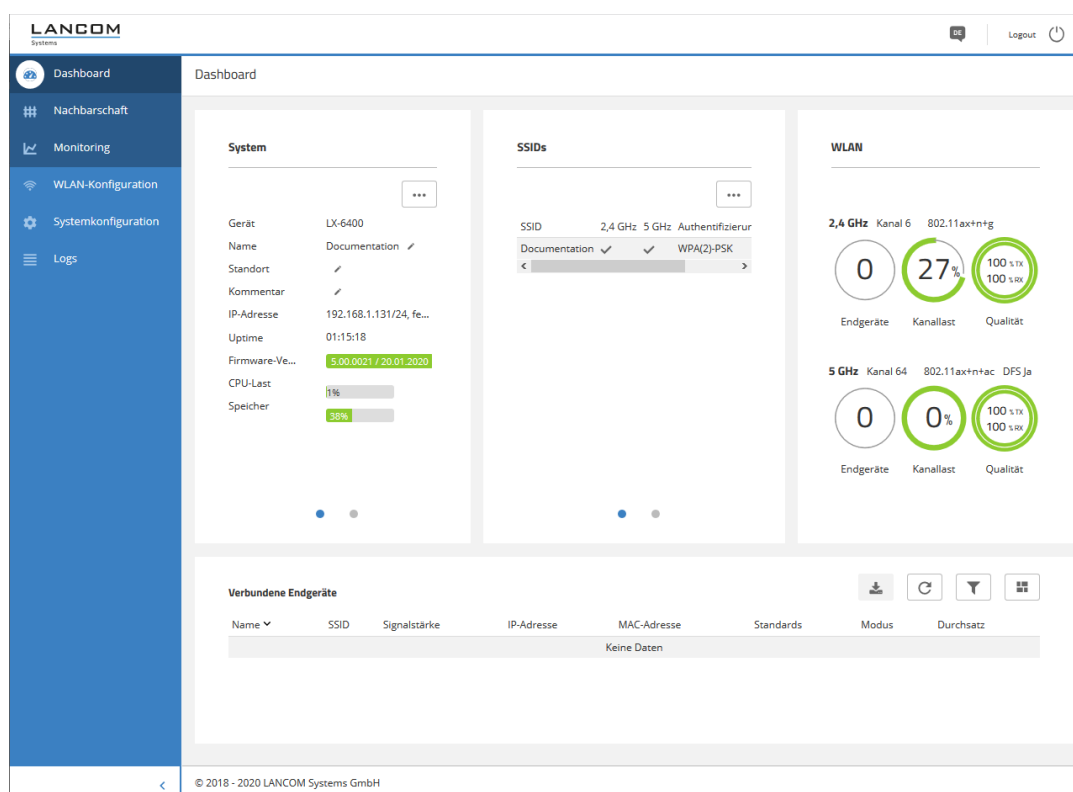 LANCOM
Systems
DE
Logout
Dashboard
Nachbarschaft
Monitoring
WLAN-Konfiguration
Systemkonfiguration
Logs
Dashboard
System
...
Gerät LX-6400
Name Documentation
Standort
Kommentar
IP-Adresse 192.168.1.131/24, fe...
Uptime 01:15:18
Firmware-Ve... 5.00.0021 / 20.01.2020
CPU-Last 1%
Speicher 38%
SSIDs
...
SSID 2,4 GHz 5 GHz Authentifizierur
Documentation ✓ ✓ WPA(2)-PSK
WLAN
2,4 GHz Kanal 6 802.11ax+n+g
0
27%
100 % TX
100 % RX
Endgeräte Kanallast Qualität
5 GHz Kanal 64 802.11ax+n+ac DFS Ja
0
0%
100 % TX
100 % RX
Endgeräte Kanallast Qualität
Verbundene Endgeräte
Name SSID Signalstärke IP-Adresse MAC-Adresse Standards Modus Durchsatz
Keine Daten
© 2018 - 2020 LANCOM Systems GmbH